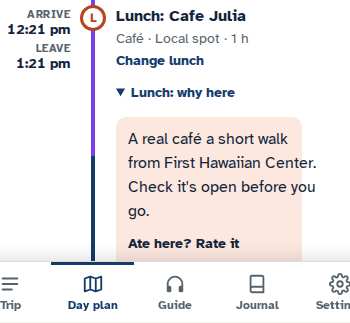 ARRIVE
12:21 pm
LEAVE
1:21 pm
L
Lunch: Cafe Julia
Café · Local spot · 1 h
Change lunch
▼ Lunch: why here
A real café a short walk
from First Hawaiian Center.
Check it's open before you
go.
Ate here? Rate it
Trip
Day plan
Guide
Journal
Settin